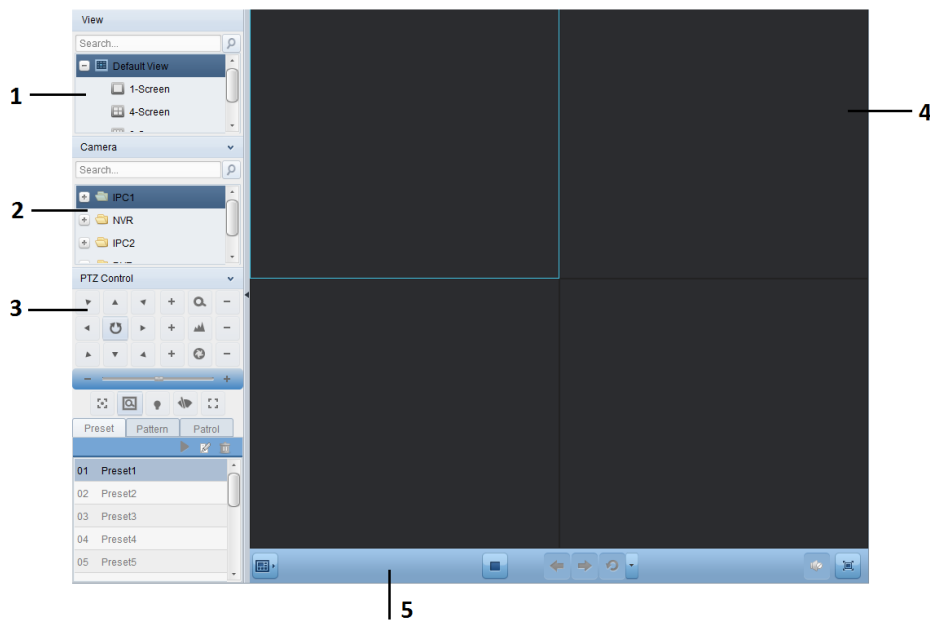 View
Search...
Default View
1-Screen
4-Screen
1
Camera
Search...
IPC1
NVR
IPC2
2
PTZ Control
3
Preset Pattern Patrol
01 Preset1
02 Preset2
03 Preset3
04 Preset4
05 Preset5
4
5